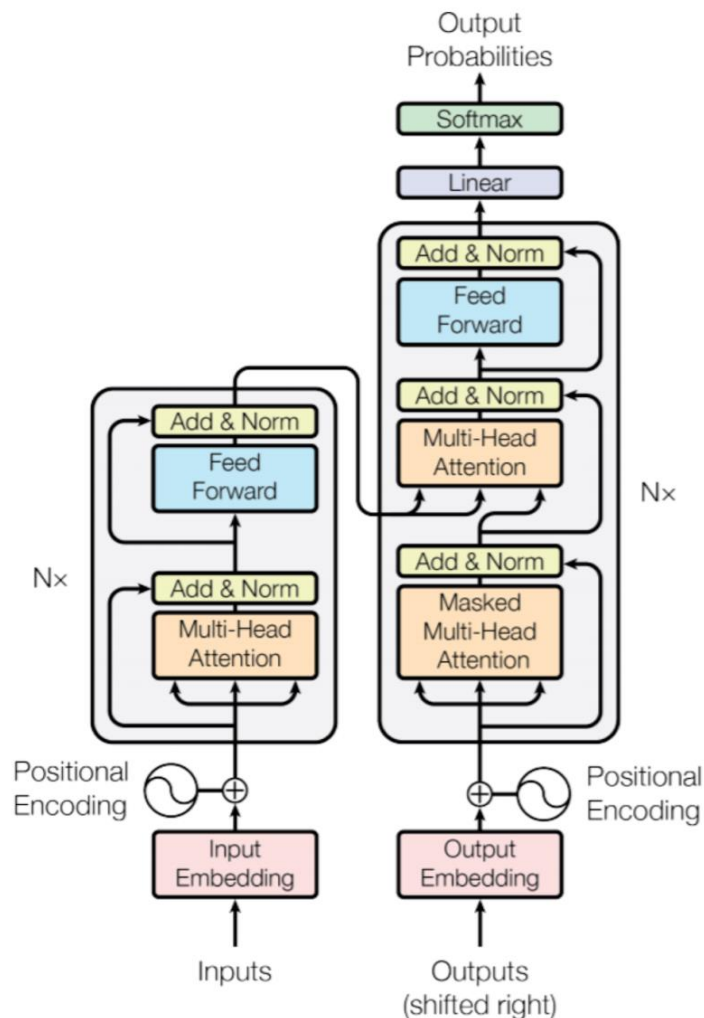 Output
Probabilities
Softmax
Linear
Add & Norm
Feed
Forward
Add & Norm
Multi-Head
Attention
Add & Norm
Masked
Multi-Head
Attention
Nx
Add & Norm
Feed
Forward
Add & Norm
Multi-Head
Attention
Nx
Positional
Encoding
Positional
Encoding
Input
Embedding
Output
Embedding
Inputs
Outputs
(shifted right)